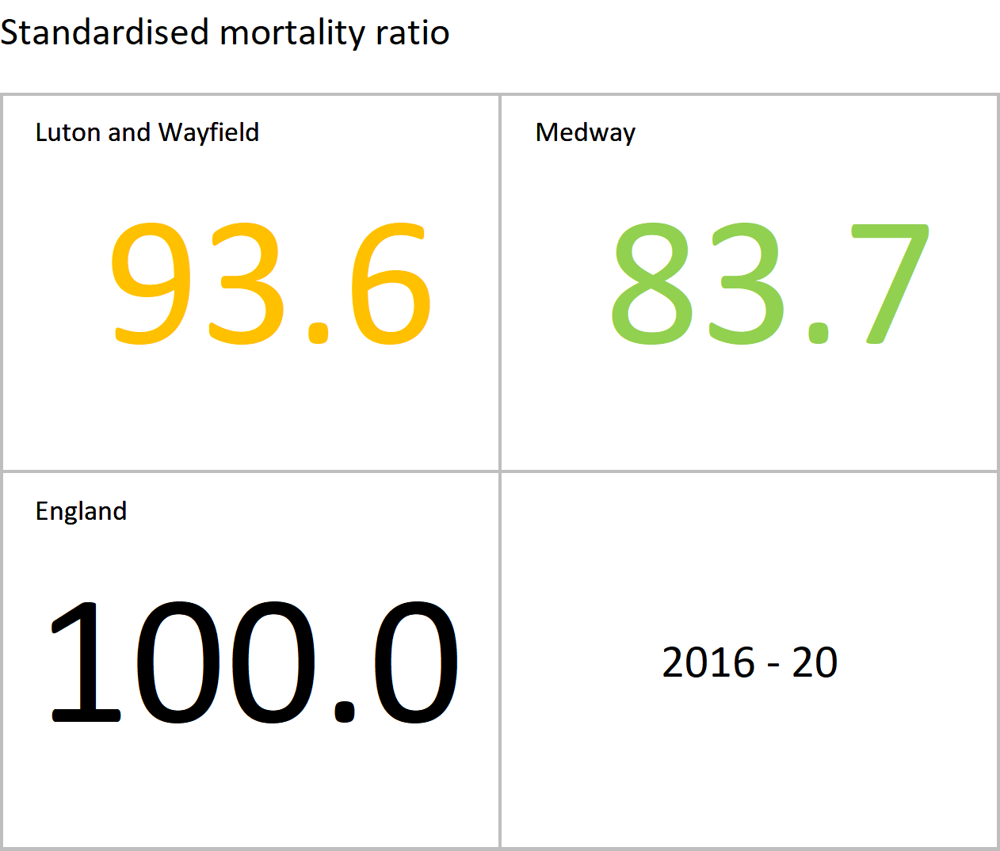 Standardised mortality ratio
Luton and Wayfield
93.6
Medway
83.7
England
100.0
2016 - 20